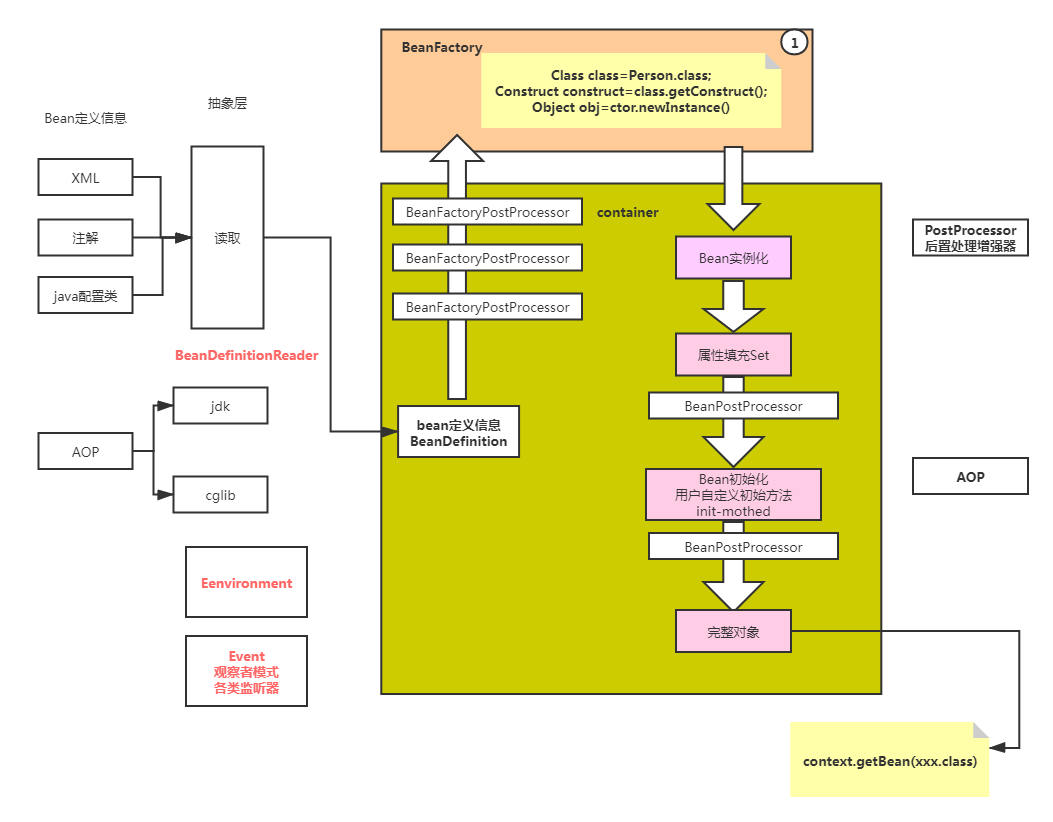 BeanFactory
1
Class class=Person.class;
Construct construct=class.getConstruct();
Object obj=ctor.newInstance()
Bean定义信息
抽象层
XML
注解
java配置类
读取
BeanDefinitionReader
AOP
jdk
cglib
Eenvironment
Event
观察者模式
各类监听器
BeanFactoryPostProcessor
BeanFactoryPostProcessor
BeanFactoryPostProcessor
bean定义信息
BeanDefinition
container
Bean实例化
属性填充Set
BeanPostProcessor
Bean初始化
用户自定义初始方法
init-mothed
BeanPostProcessor
完整对象
PostProcessor
后置处理增强器
AOP
context.getBean(xxx.class)